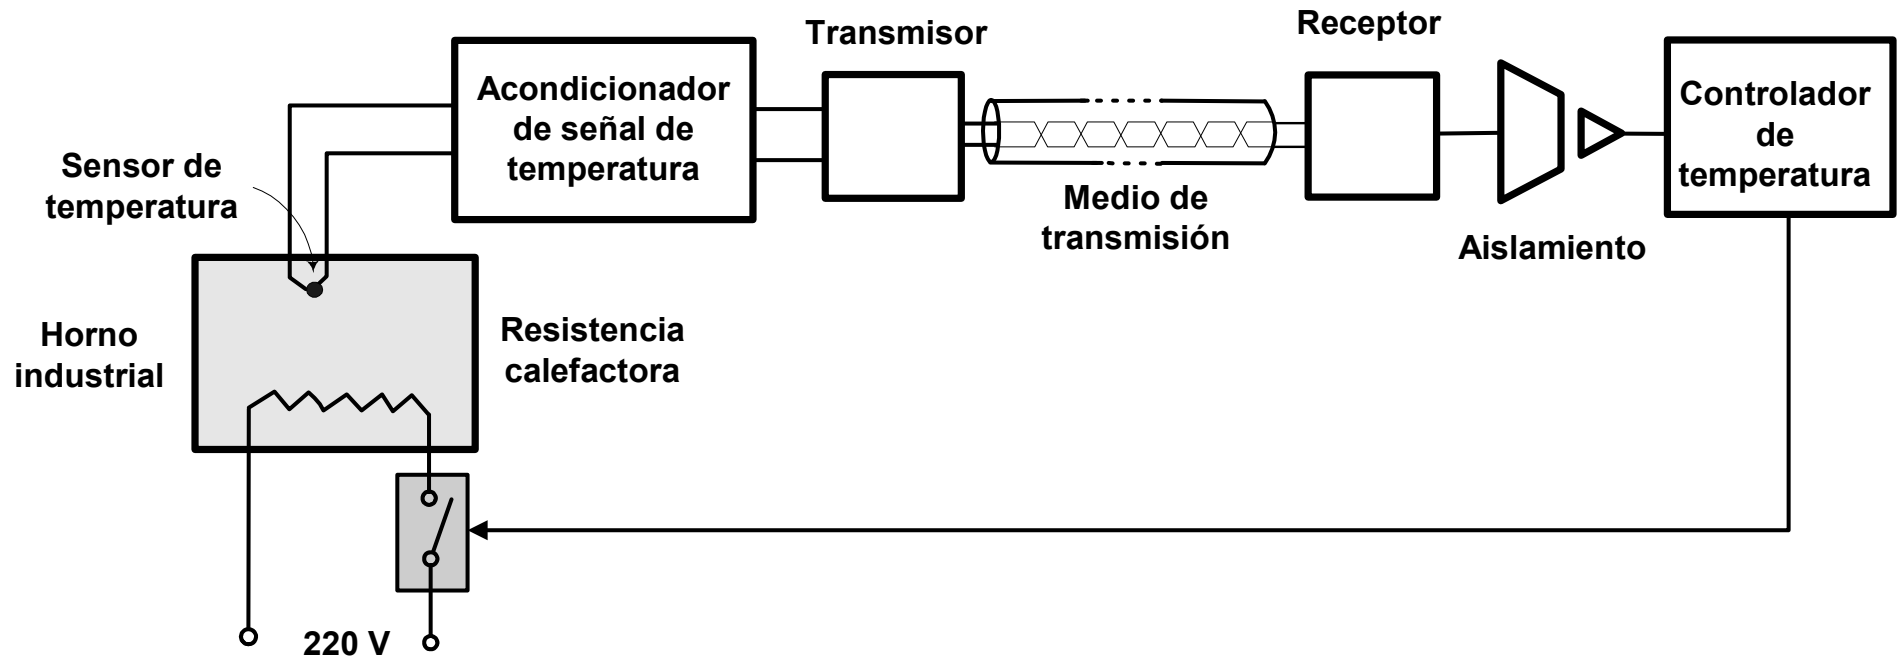 Transmisor
Receptor
Acondicionador
de señal de
temperatura
Controlador
de
temperatura
Sensor de
temperatura
Medio de
transmisión
Aislamiento
Horno
industrial
Resistencia
calefactora
220 V